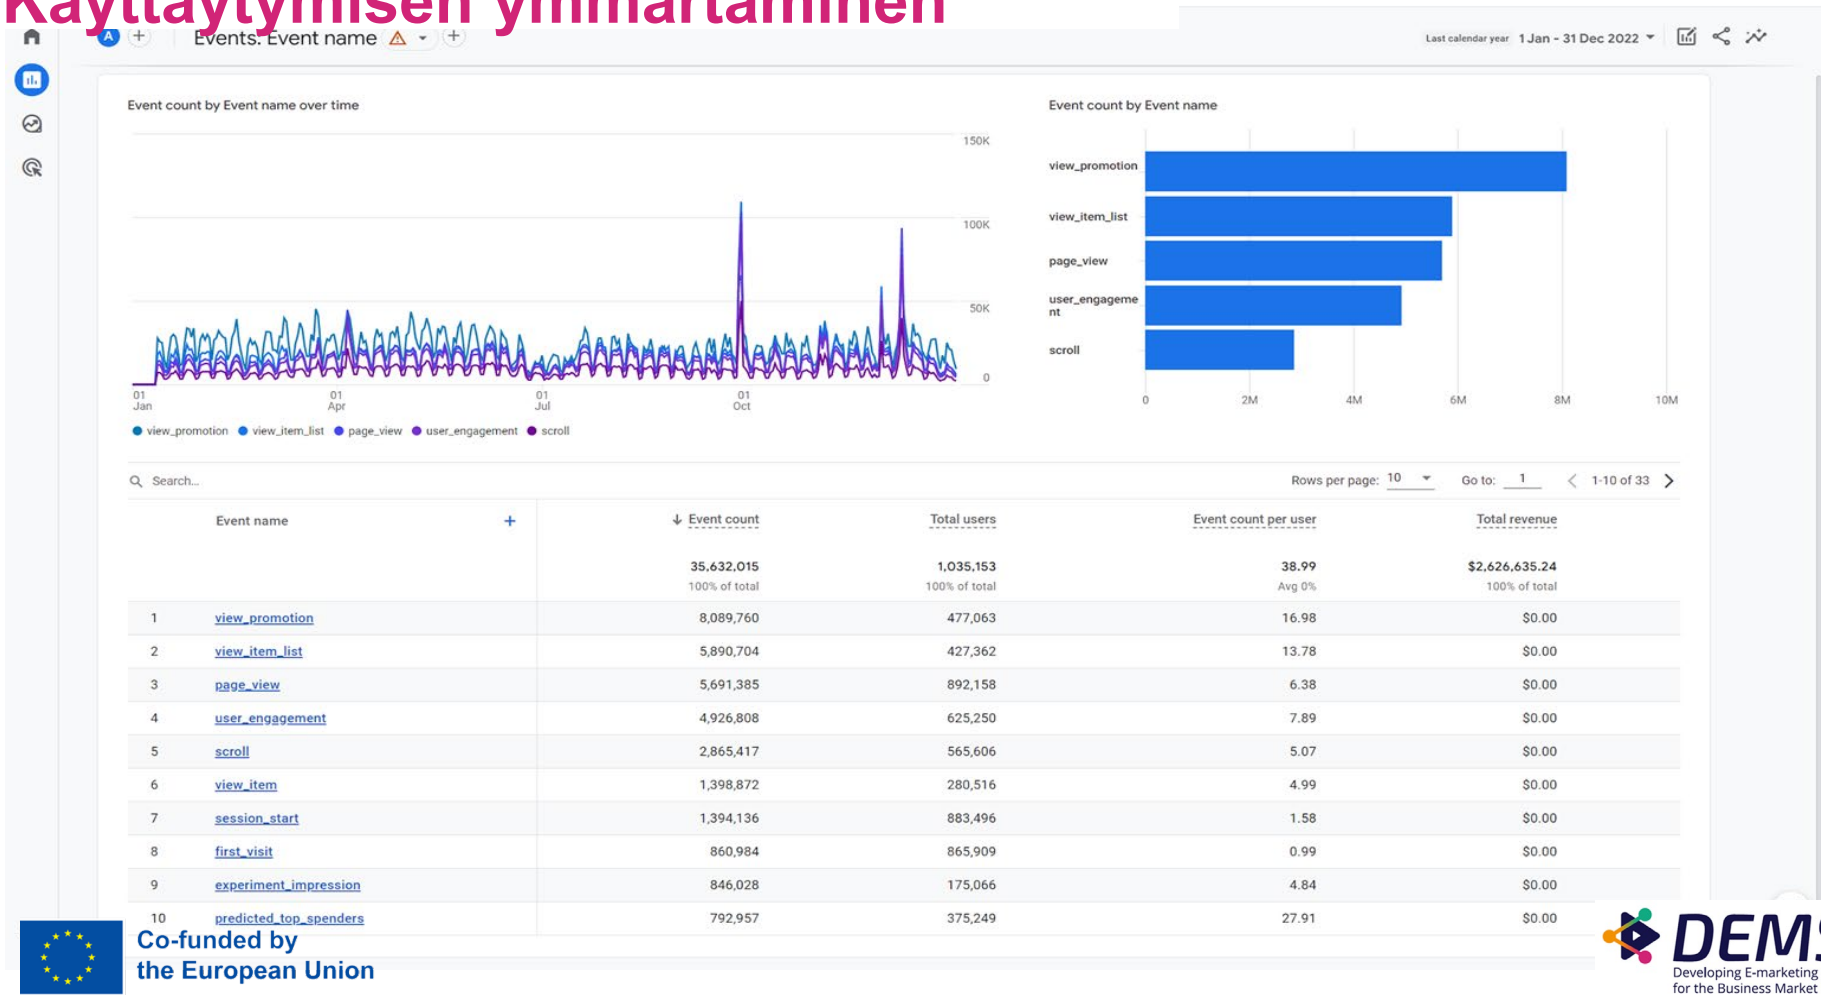 Käyttäytymisen ymmärtäminen
A
Events: Event name
Last calendar year 1 Jan - 31 Dec 2022
Event count by Event name over time
150K
100K
50K
0
01 Jan
01 Apr
01 Jul
01 Oct
view_promotion view_item_list page_view user_engagement scroll
Event count by Event name
view_promotion
view_item_list
page_view
user_engageme
nt
scroll
0 2M 4M 6M 8M 10M
Search...
Rows per page: 10 Go to: 1 1-10 of 33
Event name + Event count Total users Event count per user Total revenue
35,632,015 1,035,153 38.99 $2,626,635.24
100% of total 100% of total Avg 0% 100% of total
1 view_promotion 8,089,760 477,063 16.98 $0.00
2 view_item_list 5,890,704 427,362 13.78 $0.00
3 page_view 5,691,385 892,158 6.38 $0.00
4 user_engagement 4,926,808 625,250 7.89 $0.00
5 scroll 2,865,417 565,606 5.07 $0.00
6 view_item 1,398,872 280,516 4.99 $0.00
7 session_start 1,394,136 883,496 1.58 $0.00
8 first_visit 860,984 865,909 0.99 $0.00
9 experiment_impression 846,028 175,066 4.84 $0.00
10 predicted_top_spenders 792,957 375,249 27.91 $0.00
Co-funded by
the European Union
DEMS
Developing E-marketing
for the Business Market